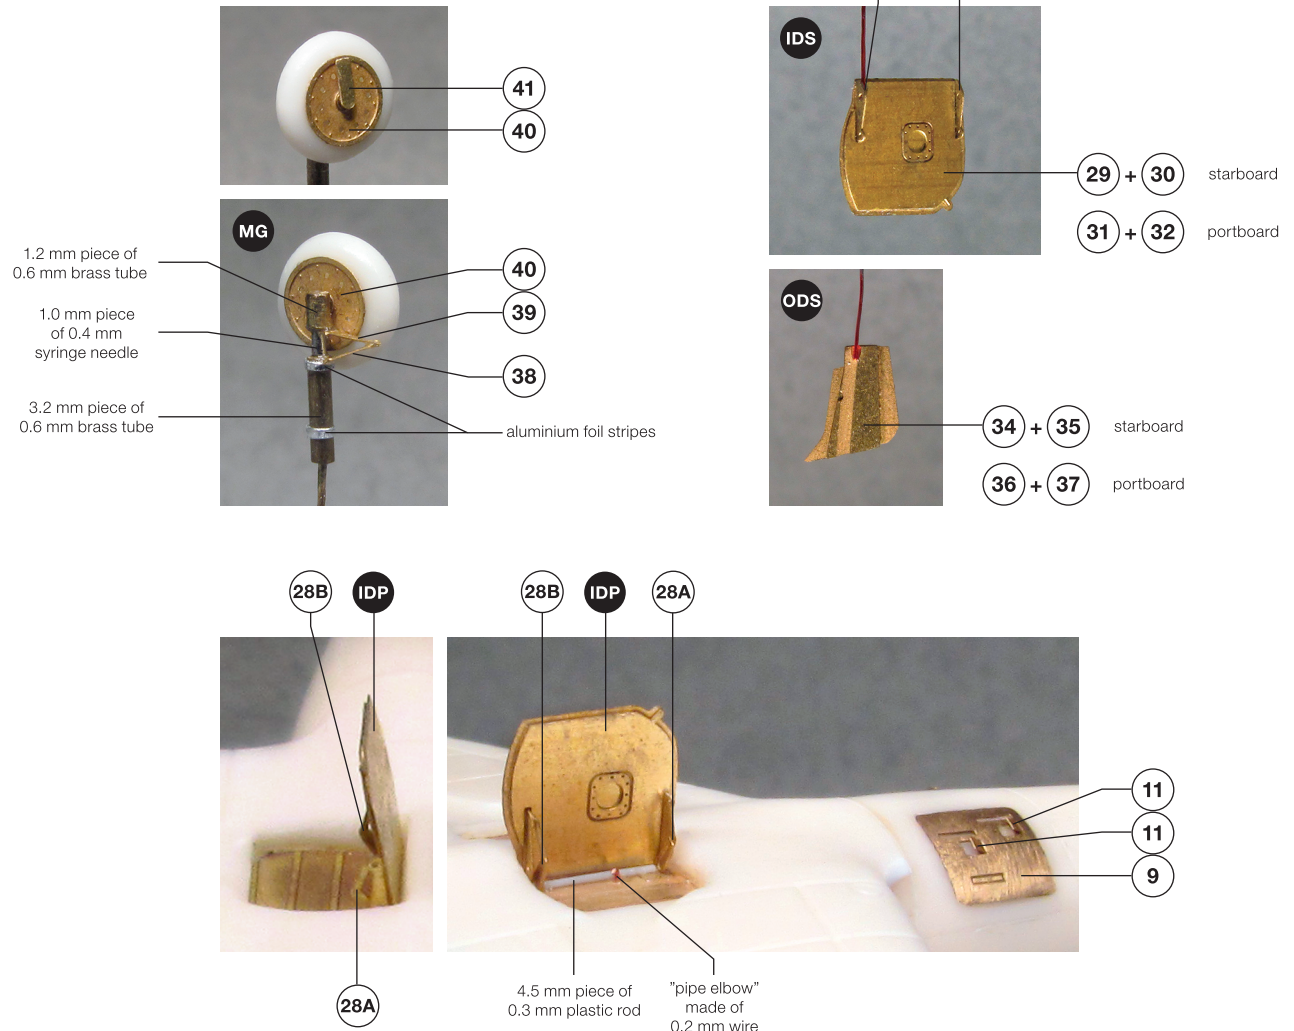 41
40
MG
1.2 mm piece of
0.6 mm brass tube
1.0 mm piece
of 0.4 mm
syringe needle
3.2 mm piece of
0.6 mm brass tube
40
39
38
aluminium foil stripes
IDS
29 + 30 starboard
31 + 32 portboard
ODS
34 + 35 starboard
36 + 37 portboard
28B IDP
28A
28B IDP 28A
11
11
9
4.5 mm piece of
0.3 mm plastic rod
"pipe elbow"
made of
0.2 mm wire